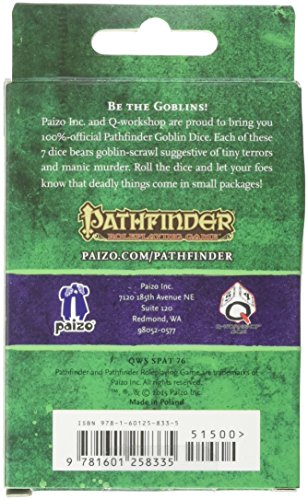 BE THE GOBLINS!
Paizo Inc. and Q-workshop are proud to bring you
100%-official Pathfinder Goblin Dice. Each of these
7 dice bears goblin-scrawl suggestive of tiny terrors
and manic murder. Roll the dice and let your foes
know that deadly things come in small packages!
PATHFINDER
ROLEPLAYING GAME
PAIZO.COM/PATHFINDER
Paizo Inc.
7120 185th Avenue NE
Suite 120
Redmond, WA
98052-0577
paizo
Q-WORKSHOP
QWS SPAT 76
Pathfinder and Pathfinder Roleplaying Game are trademarks of
Paizo Inc. All rights reserved.
™ © 2015 Paizo Inc.
Made in Poland
ISBN 978-1-60125-833-5
51500>
9 781601 258335